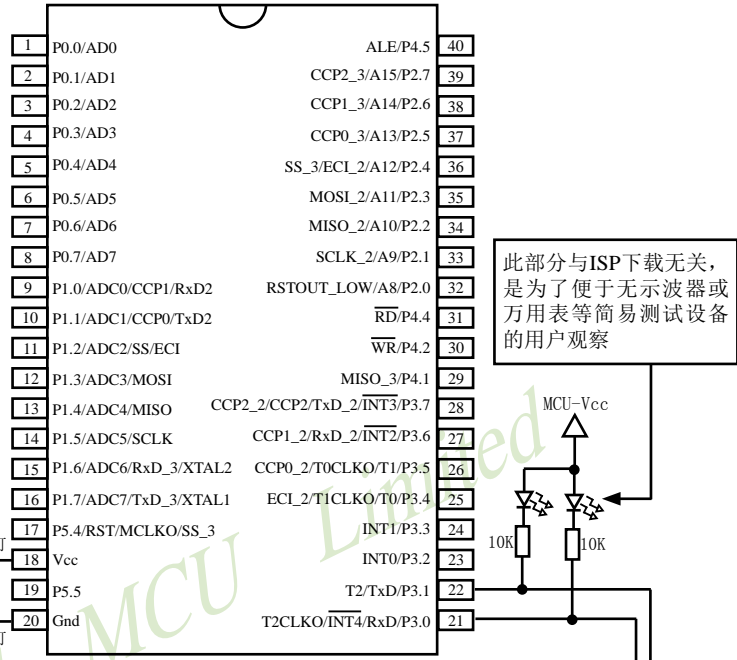 1 P0.0/AD0 ALE/P4.5 40
2 P0.1/AD1 CCP2_3/A15/P2.7 39
3 P0.2/AD2 CCP1_3/A14/P2.6 38
4 P0.3/AD3 CCP0_3/A13/P2.5 37
5 P0.4/AD4 SS_3/ECI_2/A12/P2.4 36
6 P0.5/AD5 MOSI_2/A11/P2.3 35
7 P0.6/AD6 MISO_2/A10/P2.2 34
8 P0.7/AD7 SCLK_2/A9/P2.1 33
9 P1.0/ADC0/CCP1/RxD2 RSTOUT_LOW/A8/P2.0 32
10 P1.1/ADC1/CCP0/TxD2 RD/P4.4 31
11 P1.2/ADC2/SS/ECI WR/P4.2 30
12 P1.3/ADC3/MOSI MISO_3/P4.1 29
13 P1.4/ADC4/MISO CCP2_2/CCP2/TxD_2/INT3/P3.7 28
14 P1.5/ADC5/SCLK CCP1_2/RxD_2/INT2/P3.6 27
15 P1.6/ADC6/RxD_3/XTAL2 CCP0_2/T0CLKO/T1/P3.5 26
16 P1.7/ADC7/TxD_3/XTAL1 ECI_2/T1CLKO/T0/P3.4 25
17 P5.4/RST/MCLKO/SS_3 INT1/P3.3 24
18 Vcc INT0/P3.2 23
19 P5.5 T2/TxD/P3.1 22
20 Gnd T2CLKO/INT4/RxD/P3.0 21
此部分与ISP下载无关，
是为了便于无示波器或
万用表等简易测试设备
的用户观察
MCU-Vcc
10K
10K
MCU Limited